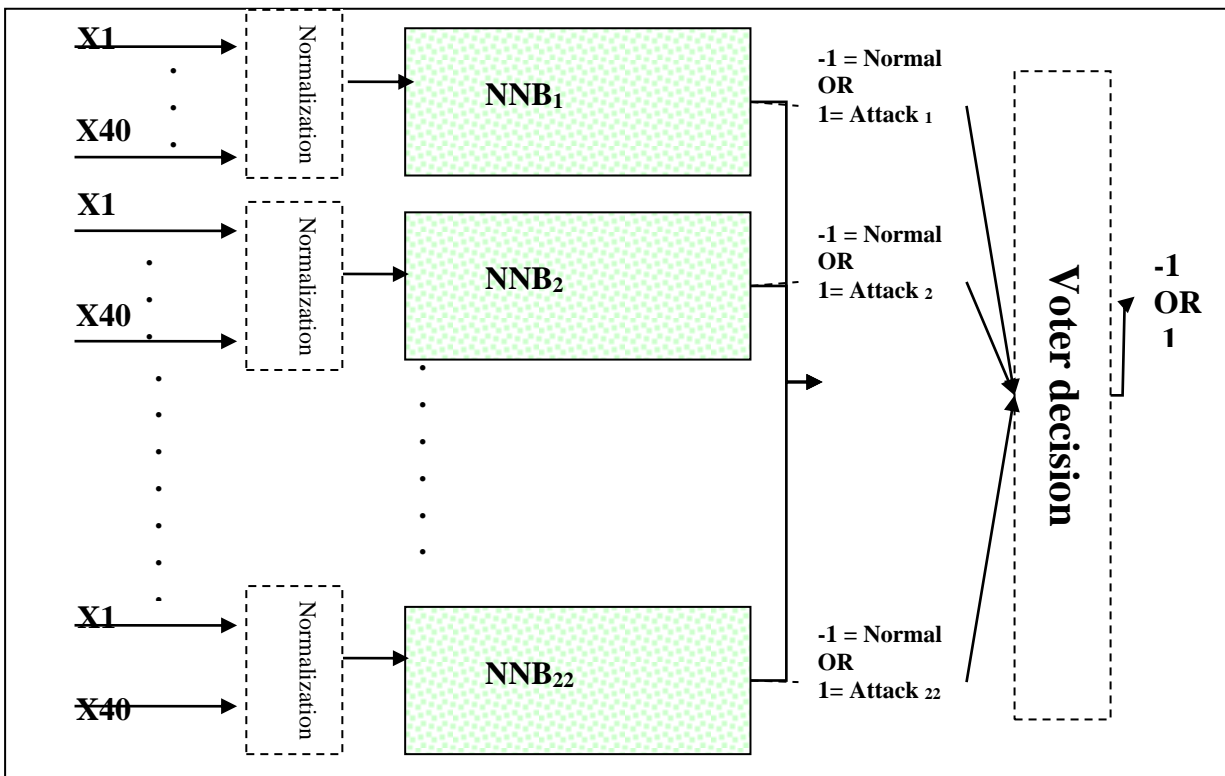 X1
X40
Normalization
NNB1
-1 = Normal
OR
1= Attack 1
X1
X40
Normalization
NNB2
-1 = Normal
OR
1= Attack 2
X1
X40
Normalization
NNB22
-1 = Normal
OR
1= Attack 22
Voter decision
-1
OR
1